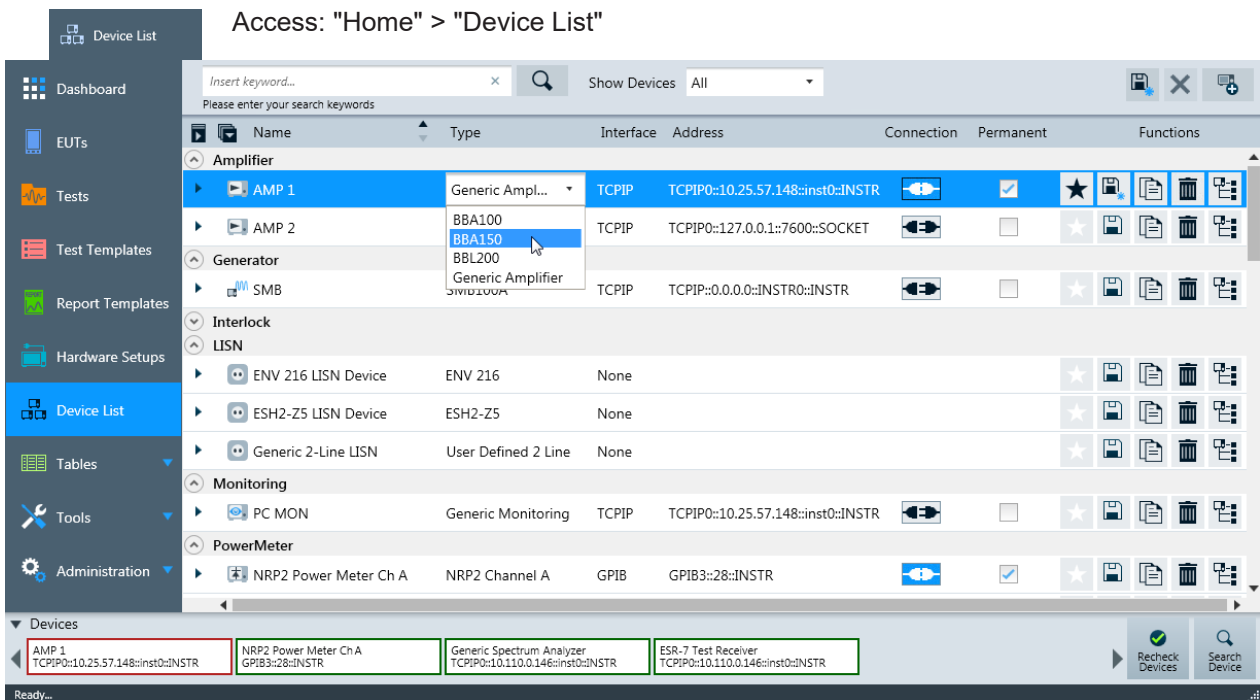 Access: "Home" > "Device List"
Device List
Dashboard
EUTs
Tests
Test Templates
REPORT
Report Templates
Hardware Setups
Device List
Tables
Tools
Administration
Insert keyword...
Please enter your search keywords
Show Devices All
Name Type Interface Address Connection Permanent Functions
Amplifier
AMP 1 Generic Ampl... TCPIP TCPIP0::10.25.57.148::inst0::INSTR
BBA100
AMP 2 TCPIP TCPIP0::127.0.0.1::7600::SOCKET
BBA150
BBL200
Generic Amplifier
Generator
SMB SMB100A TCPIP TCPIP::0.0.0.0::INSTR0::INSTR
Interlock
LISN
ENV 216 LISN Device ENV 216 None
ESH2-Z5 LISN Device ESH2-Z5 None
Generic 2-Line LISN User Defined 2 Line None
Monitoring
PC MON Generic Monitoring TCPIP TCPIP0::10.25.57.148::inst0::INSTR
PowerMeter
NRP2 Power Meter Ch A NRP2 Channel A GPIB GPIB3::28::INSTR
Devices
AMP 1
TCPIP0::10.25.57.148::inst0::INSTR
NRP2 Power Meter Ch A
GPIB3::28::INSTR
Generic Spectrum Analyzer
TCPIP0::10.110.0.146::inst0::INSTR
ESR-7 Test Receiver
TCPIP0::10.110.0.146::inst0::INSTR
Recheck
Devices
Search
Device
Ready...